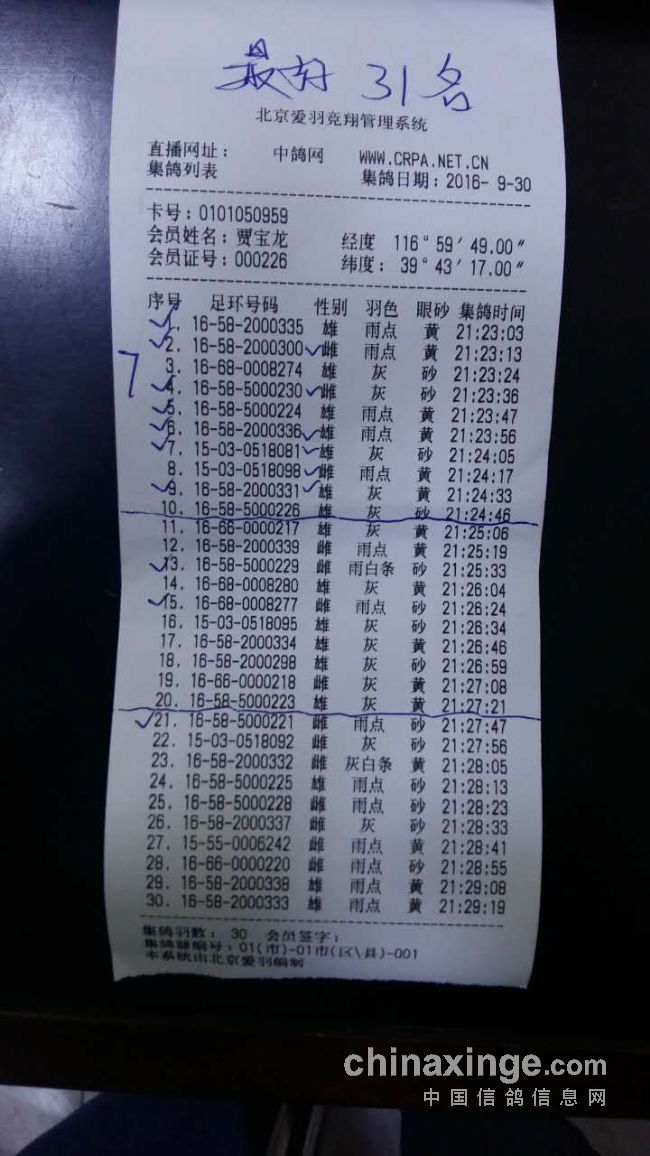 最好 31名
北京爱羽竞翔管理系统
直播网址： 中鸽网 WWW.CRPA.NET.CN
集鸽列表 集鸽日期：2016- 9-30
卡号：0101050959
会员姓名：贾宝龙 经度 116°59′49.00″
会员证号：000226 纬度： 39°43′17.00″
序号 足环号码 性别 羽色 眼砂 集鸽时间
1. 16-58-2000335 雄 雨点 黄 21:23:03
2. 16-58-2000300 雌 雨点 黄 21:23:13
3. 16-68-0008274 雄 灰 砂 21:23:24
7
4. 16-58-5000230 雌 灰 砂 21:23:36
5. 16-58-5000224 雄 雨点 黄 21:23:47
6. 16-58-2000336 雄 雨点 黄 21:23:56
7. 15-03-0518081 雄 灰 砂 21:24:05
8. 15-03-0518098 雌 雨点 黄 21:24:17
9. 16-58-2000331 雄 灰 黄 21:24:33
10. 16-58-5000226 雄 灰 砂 21:24:46
11. 16-66-0000217 雄 灰 黄 21:25:06
12. 16-58-2000339 雌 雨点 黄 21:25:19
13. 16-58-5000229 雌 雨白条 砂 21:25:33
14. 16-68-0008280 雄 灰 黄 21:26:04
15. 16-68-0008277 雌 雨点 砂 21:26:24
16. 15-03-0518095 雄 灰 砂 21:26:34
17. 16-58-2000334 雄 灰 黄 21:26:46
18. 16-58-2000298 雄 灰 砂 21:26:59
19. 16-66-0000218 雌 灰 黄 21:27:08
20. 16-58-5000223 雄 灰 黄 21:27:21
21. 16-58-5000221 雌 雨点 砂 21:27:47
22. 15-03-0518092 雌 灰 砂 21:27:56
23. 16-58-2000332 雌 灰白条 黄 21:28:05
24. 16-58-5000225 雄 雨点 砂 21:28:13
25. 16-58-5000228 雌 雨点 砂 21:28:23
26. 16-58-2000337 雌 灰 砂 21:28:33
27. 15-55-0006242 雌 雨点 黄 21:28:41
28. 16-66-0000220 雌 雨点 砂 21:28:55
29. 16-58-2000338 雄 雨点 黄 21:29:08
30. 16-58-2000333 雄 雨点 黄 21:29:19
集鸽羽数： 30 会员签字：
集鸽器编号：01(市)-01市(区\县)-001
本系统由北京爱羽编制
chinaxinge.com
中国信鸽信息网